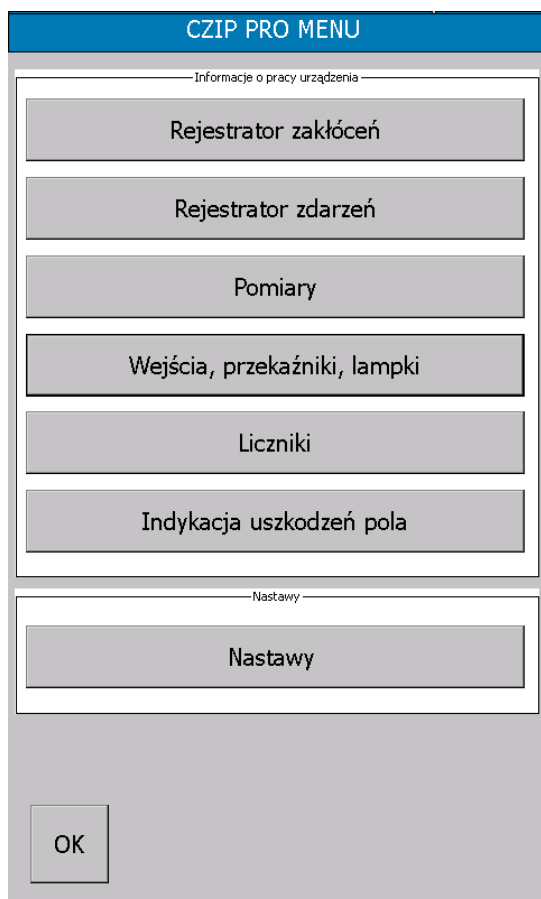 CZIP PRO MENU
Informacje o pracy urządzenia
Rejestrator zakłóceń
Rejestrator zdarzeń
Pomiary
Wejścia, przekaźniki, lampki
Liczniki
Indykacja uszkodzeń pola
Nastawy
Nastawy
OK